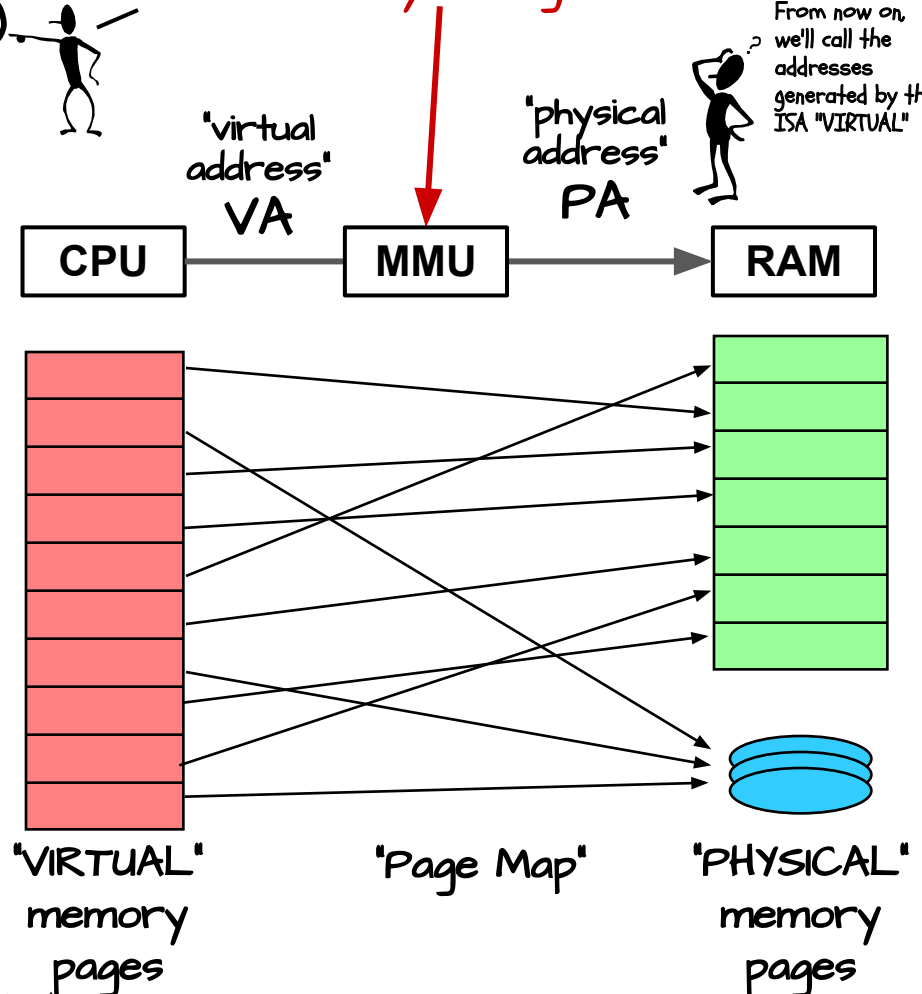 From now on,
we'll call the
addresses
generated by th
ISA "VIRTUAL"
?
"virtual
address"
VA
"physical
address"
PA
CPU
MMU
RAM
"VIRTUAL"
memory
pages
"Page Map"
"PHYSICAL"
memory
pages